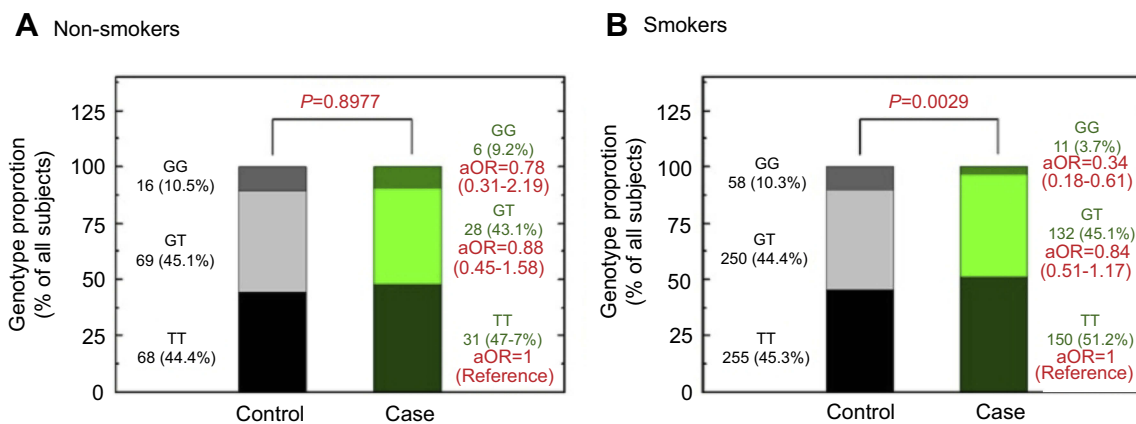 A Non-smokers
Genotype proprotion
(% of all subjects)
125
100
75
50
25
0
P=0.8977
GG
16 (10.5%)
GT
69 (45.1%)
TT
68 (44.4%)
GG
6 (9.2%)
aOR=0.78
(0.31-2.19)
GT
28 (43.1%)
aOR=0.88
(0.45-1.58)
TT
31 (47-7%)
aOR=1
(Reference)
Control
Case
B Smokers
Genotype proprotion
(% of all subjects)
125
100
75
50
25
0
P=0.0029
GG
58 (10.3%)
GT
250 (44.4%)
TT
255 (45.3%)
GG
11 (3.7%)
aOR=0.34
(0.18-0.61)
GT
132 (45.1%)
aOR=0.84
(0.51-1.17)
TT
150 (51.2%)
aOR=1
(Reference)
Control
Case